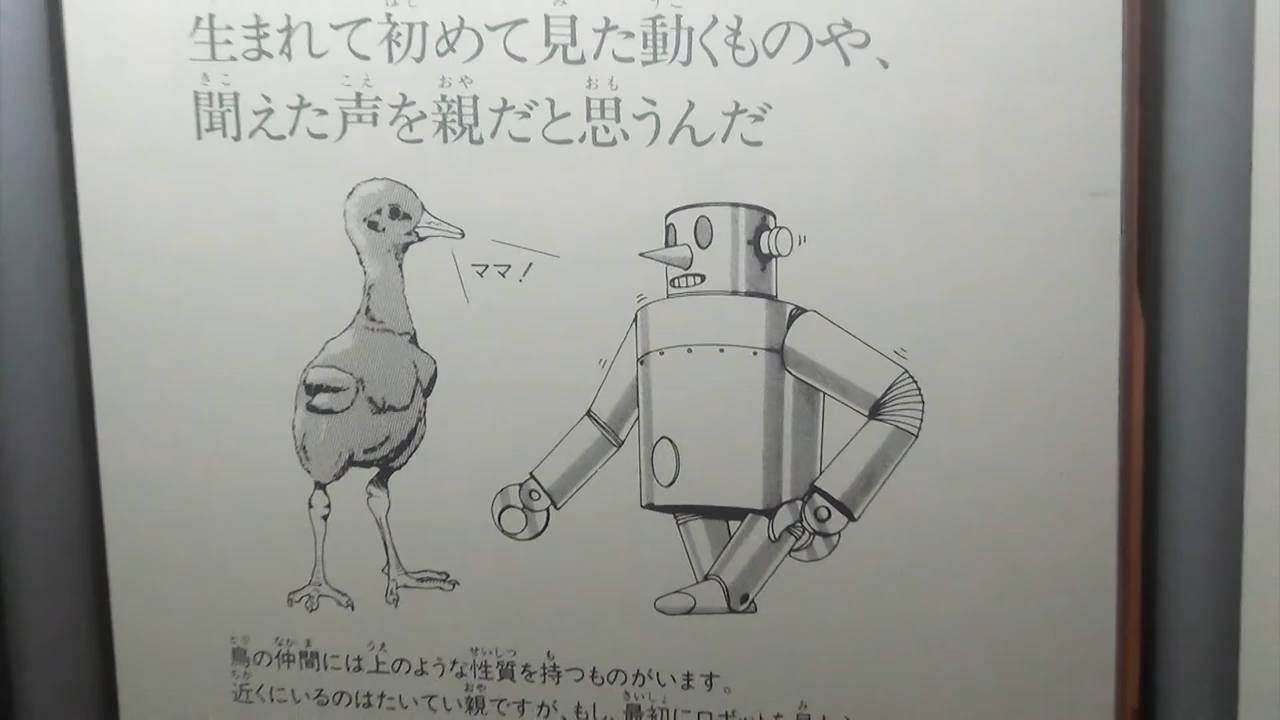 生まれて初めて見た動くものや、
聞えた声を親だと思うんだ
ママ!
鳥の仲間には上のような性質を持つものがいます。
近くにいるのはたいてい親ですが、もし、最初にロボットを見